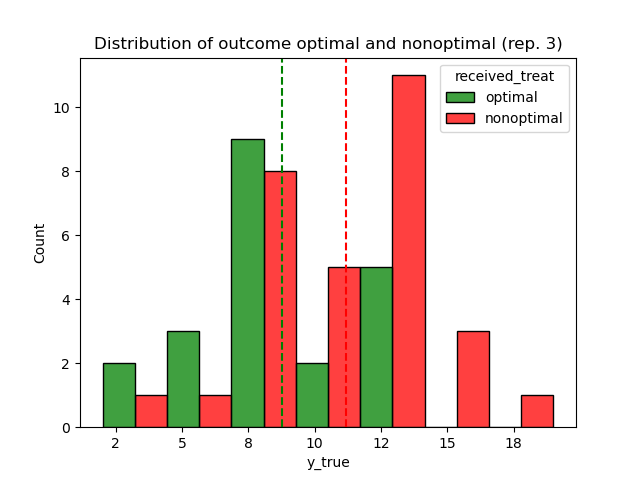 Distribution of outcome optimal and nonoptimal (rep. 3)
received_treat
optimal
nonoptimal
10
8
6
4
2
0
Count
2 5 8 10 12 15 18
y_true